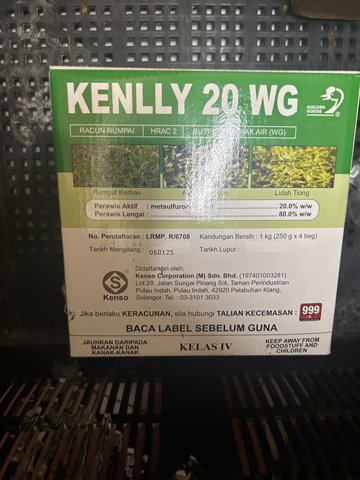 KENLLY 20 WG
GOLDEN GOOSE
RACUN RUMPAI HRAC 2 AIR (WG)
Rumput Kerbau Lidah Tiong
Perawis Aktif : 20.0% w/w
Perawis Lengai : 80.0% w/w
No. Pendaftaran : LRMP. R/6708 Kandungan Bersih : 1 kg (250 g x 4 beg)
Tarikh Mengilang : 060125 Tarikh Luput :
Didaftarkan oleh:
Kenso Corporation (M) Sdn. Bhd. (197401003281)
Lot 29, Jalan Sungai Pinang 5/4, Taman Perindustrian
Pulau Indah, Pulau Indah, 42920 Pelabuhan Klang,
Selangor. Tel : 03-3101 3033
S
Kenso
Jika berlaku KERACUNAN, sila hubungi TALIAN KECEMASAN : 999
BACA LABEL SEBELUM GUNA
JAUHKAN DARIPADA
MAKANAN DAN
KANAK-KANAK
KELAS IV
KEEP AWAY FROM
FOODSTUFF AND
CHILDREN